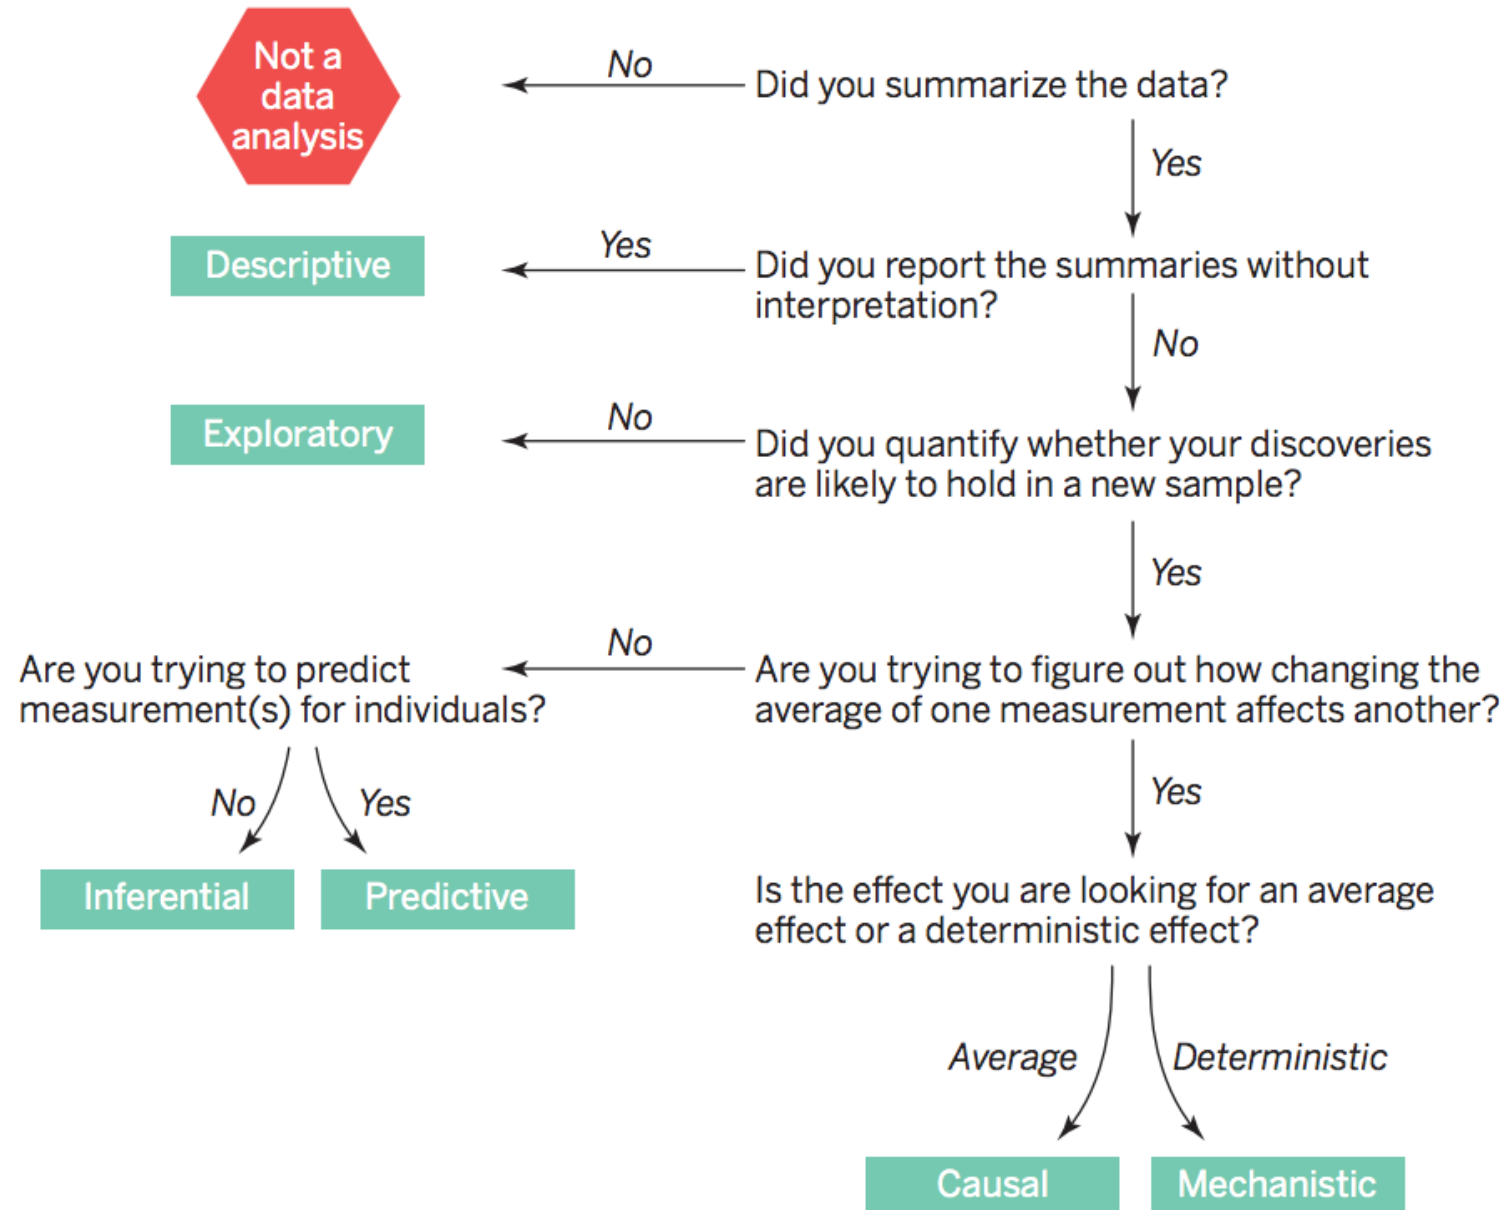 Not a
data
analysis
No
Did you summarize the data?
Yes
Descriptive
Yes
Did you report the summaries without
interpretation?
No
Exploratory
No
Did you quantify whether your discoveries
are likely to hold in a new sample?
Yes
Are you trying to predict
measurement(s) for individuals?
No
Are you trying to figure out how changing the
average of one measurement affects another?
No
Yes
Yes
Inferential
Predictive
Is the effect you are looking for an average
effect or a deterministic effect?
Average
Deterministic
Causal
Mechanistic